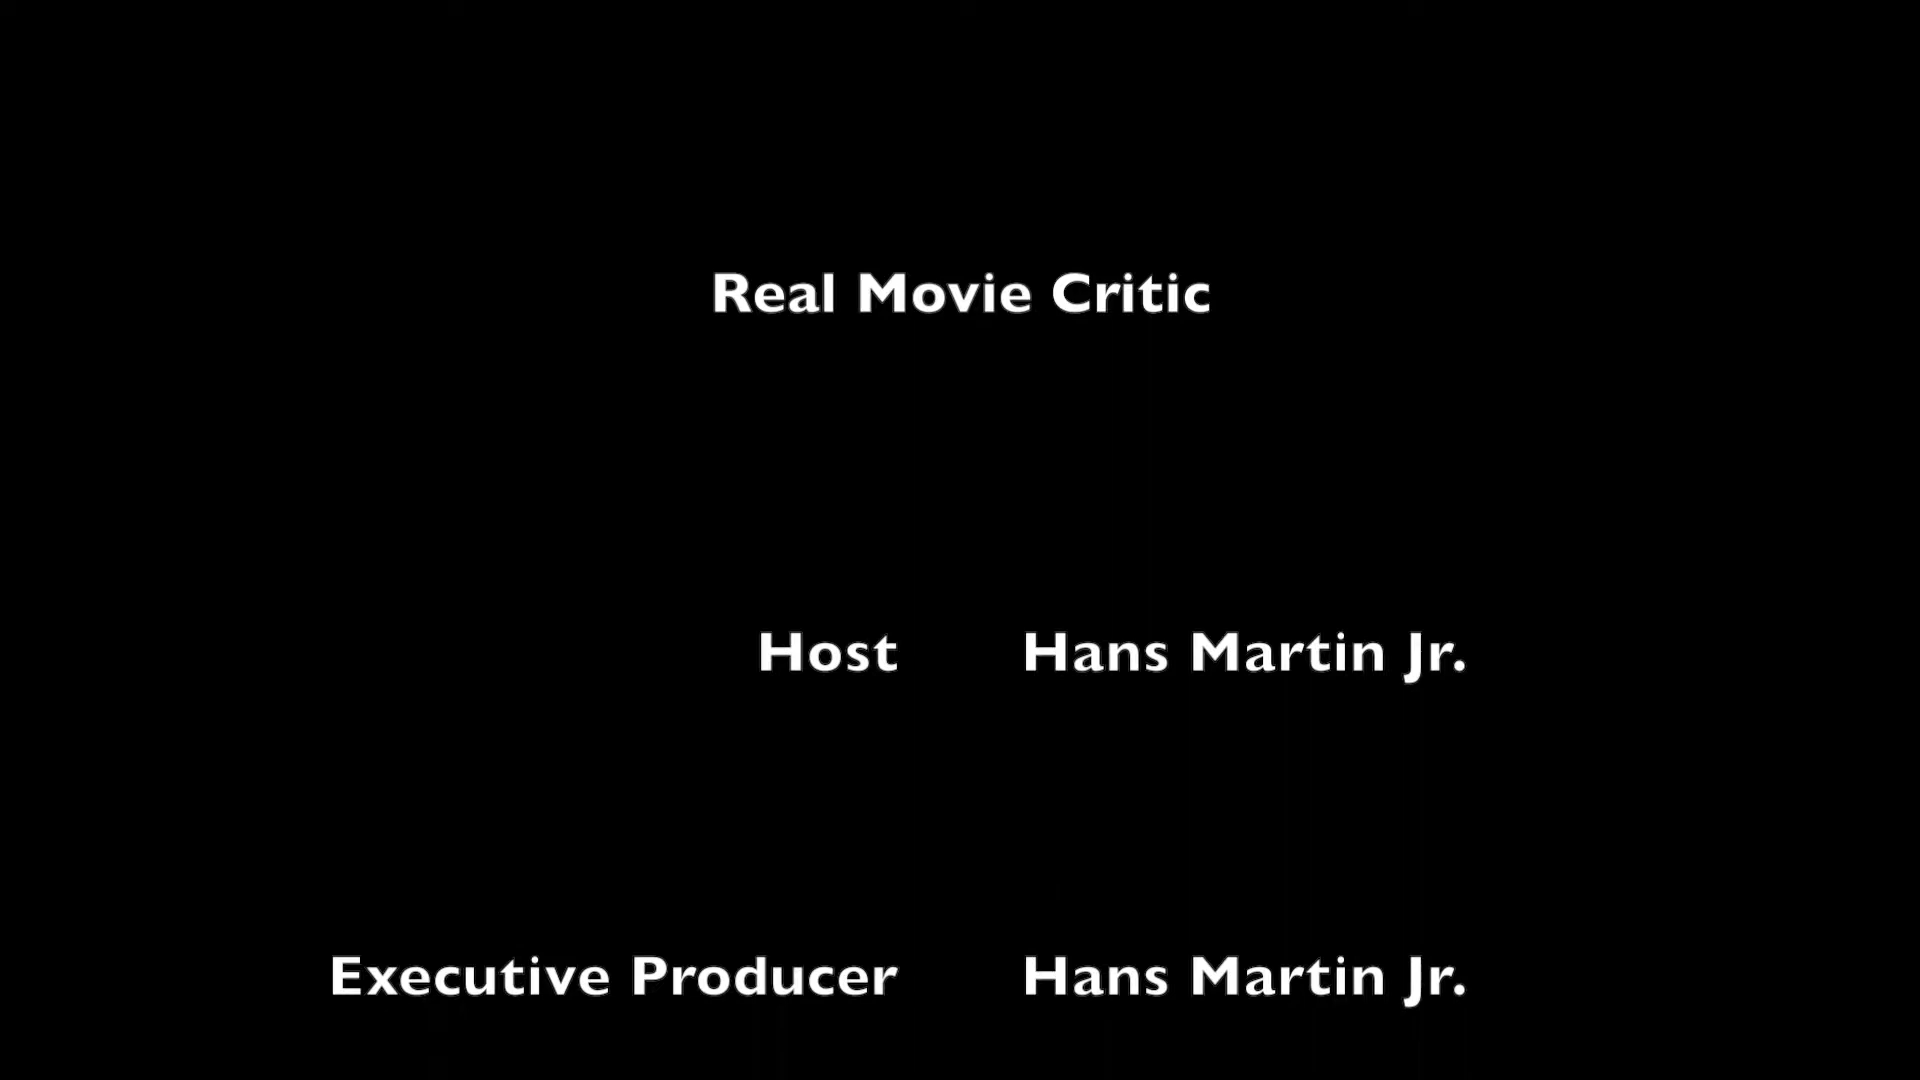 Real Movie Critic
Host Hans Martin Jr.
Executive Producer Hans Martin Jr.